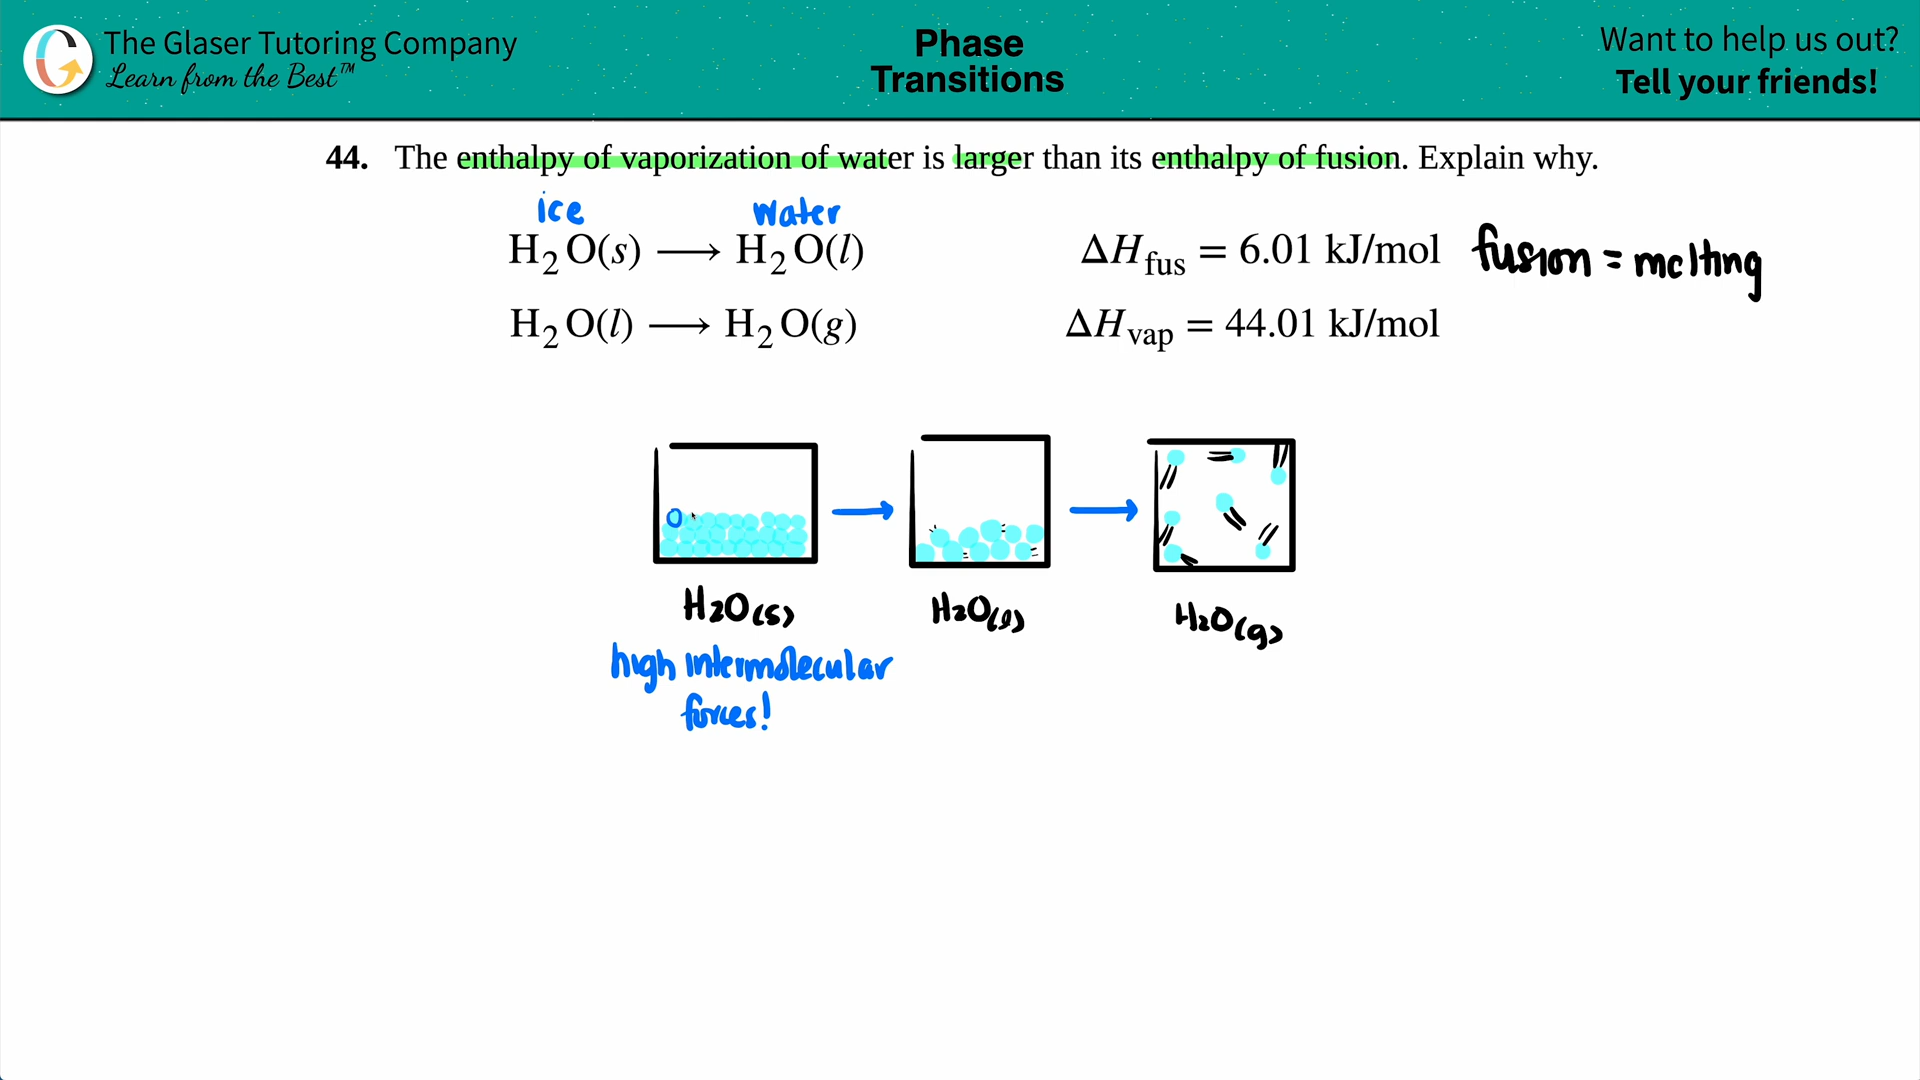 The Glaser Tutoring Company
Learn from the Best™
Phase
Transitions
Want to help us out?
Tell your friends!
44. The enthalpy of vaporization of water is larger than its enthalpy of fusion. Explain why.
ice water
H₂O(s) ⟶ H₂O(l) ΔH_fus = 6.01 kJ/mol fusion = melting
H₂O(l) ⟶ H₂O(g) ΔH_vap = 44.01 kJ/mol
H₂O(s) H₂O(l) H₂O(g)
high intermolecular
forces!